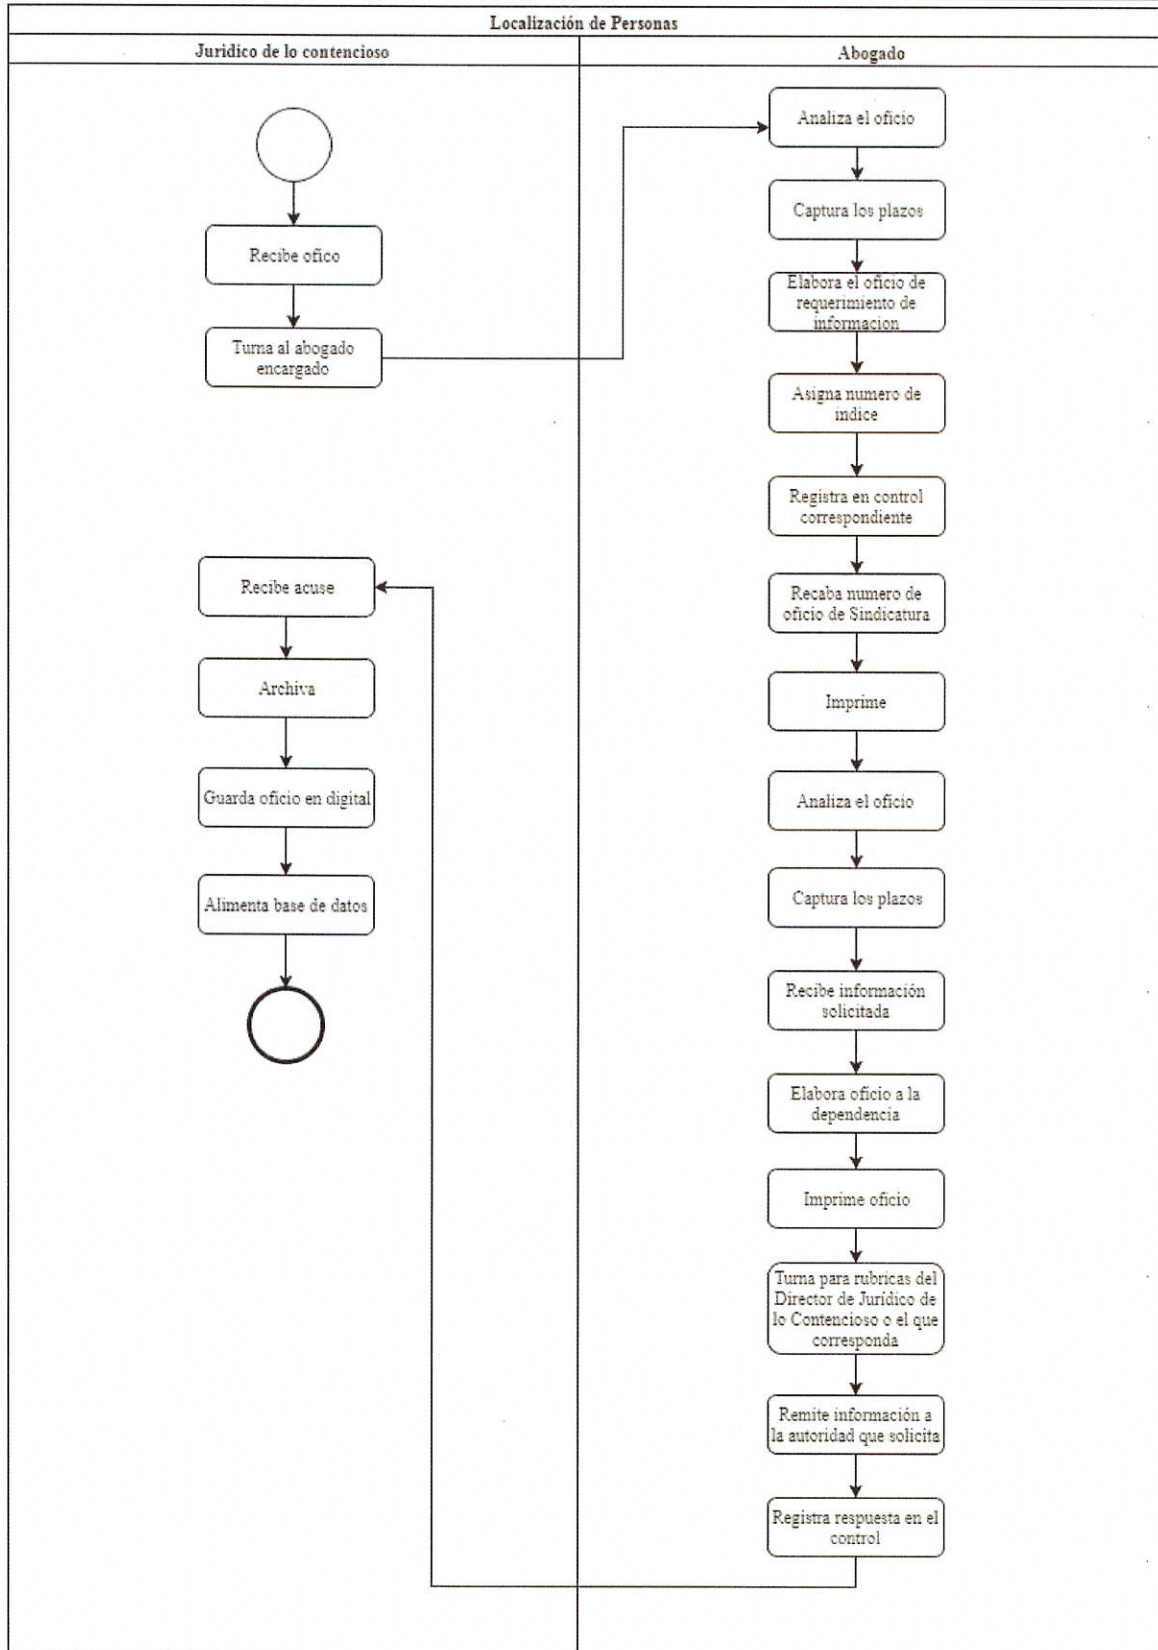 Localización de Personas
Juridico de lo contencioso
Abogado
Recibe ofico
Turna al abogado
encargado
Analiza el oficio
Captura los plazos
Elabora el oficio de
requerimiento de
informacion
Asigna numero de
indice
Registra en control
correspondiente
Recaba numero de
oficio de Sindicatura
Imprime
Analiza el oficio
Captura los plazos
Recibe información
solicitada
Elabora oficio a la
dependencia
Imprime oficio
Turna para rubricas del
Director de Jurídico de
lo Contencioso o el que
corresponda
Remite información a
la autoridad que solicita
Registra respuesta en el
control
Recibe acuse
Archiva
Guarda oficio en digital
Alimenta base de datos